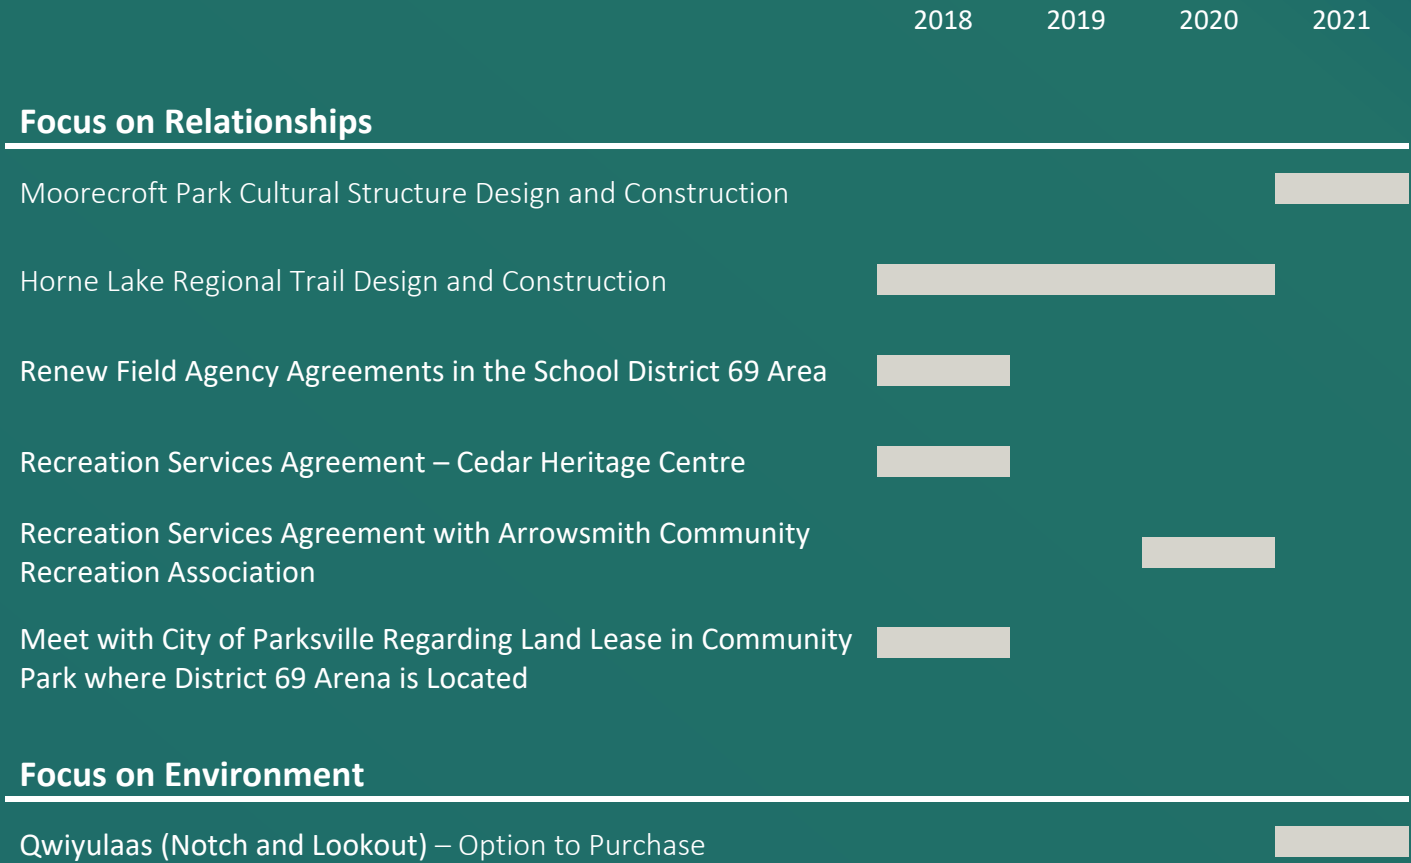 2018 2019 2020 2021
Focus on Relationships
Moorecroft Park Cultural Structure Design and Construction
Horne Lake Regional Trail Design and Construction
Renew Field Agency Agreements in the School District 69 Area
Recreation Services Agreement – Cedar Heritage Centre
Recreation Services Agreement with Arrowsmith Community
Recreation Association
Meet with City of Parksville Regarding Land Lease in Community
Park where District 69 Arena is Located
Focus on Environment
Qwiyulaas (Notch and Lookout) – Option to Purchase